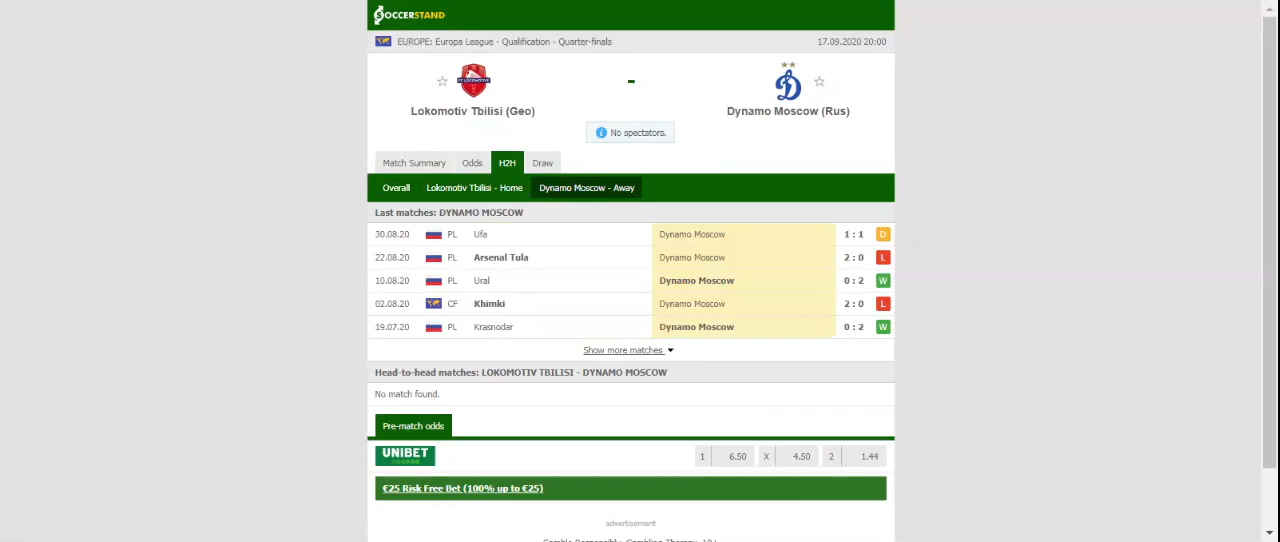 SOCCERSTAND
EUROPE: Europa League - Qualification - Quarter-finals 17.09.2020 20:00
Lokomotiv Tbilisi (Geo) - Dynamo Moscow (Rus)
No spectators.
Match Summary Odds H2H Draw
Overall Lokomotiv Tbilisi - Home Dynamo Moscow - Away
Last matches: DYNAMO MOSCOW
30.08.20 PL Ufa Dynamo Moscow 1 : 1 D
22.08.20 PL Arsenal Tula Dynamo Moscow 2 : 0 L
10.08.20 PL Ural Dynamo Moscow 0 : 2 W
02.08.20 CF Khimki Dynamo Moscow 2 : 0 L
19.07.20 PL Krasnodar Dynamo Moscow 0 : 2 W
Show more matches
Head-to-head matches: LOKOMOTIV TBILISI - DYNAMO MOSCOW
No match found.
Pre-match odds
UNIBET 1 6.50 X 4.50 2 1.44
€25 Risk Free Bet (100% up to €25)
advertisement
Gamble Responsibly. Gambling Therapy. 18+